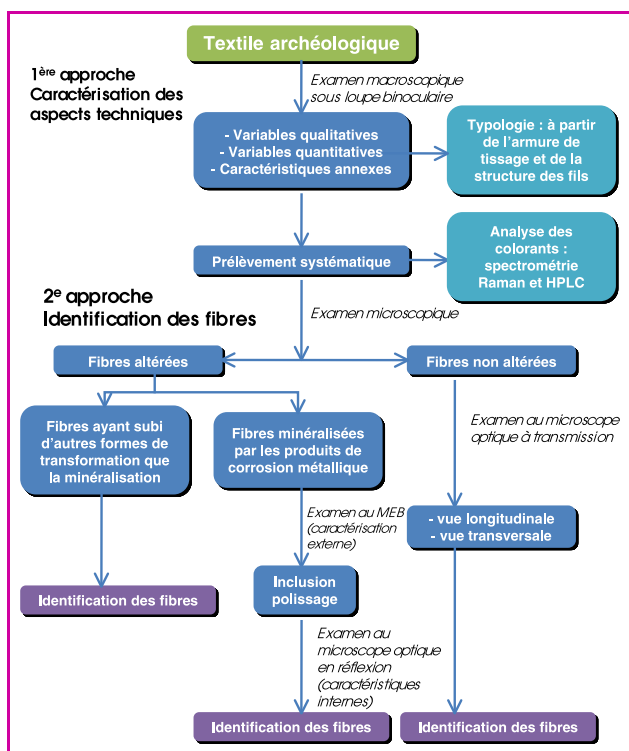 Textile archéologique
1ère approche
Caractérisation des
aspects techniques
Examen macroscopique
sous loupe binoculaire
- Variables qualitatives
- Variables quantitatives
- Caractéristiques annexes
Typologie : à partir
de l'armure de
tissage et de la
structure des fils
Prélèvement systématique
Analyse des
colorants :
spectrométrie
Raman et HPLC
2e approche
Identification des fibres
Examen microscopique
Fibres altérées
Fibres non altérées
Fibres ayant subi
d'autres formes de
transformation que
la minéralisation
Fibres minéralisées
par les produits de
corrosion métallique
Examen au microscope
optique à transmission
Examen au MEB
(caractérisation
externe)
- vue longitudinale
- vue transversale
Inclusion
polissage
Identification des fibres
Examen au
microscope optique
en réflexion
(caractéristiques
internes)
Identification des fibres
Identification des fibres